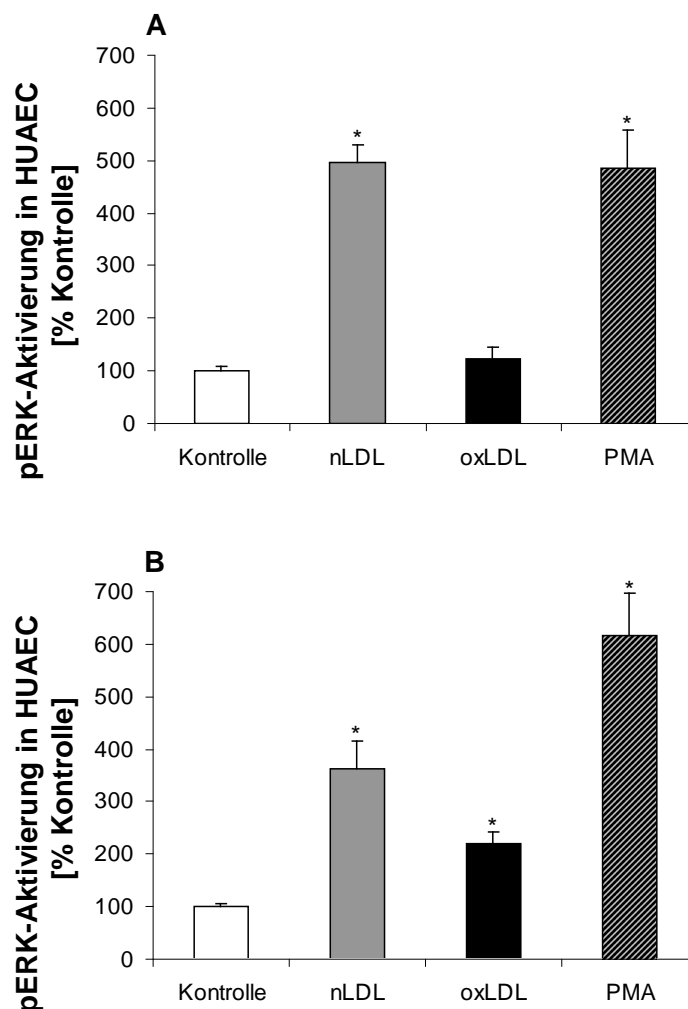 A
pERK-Aktivierung in HUAEC
[% Kontrolle]
700
600
500
400
300
200
100
0
*
*
Kontrolle nLDL oxLDL PMA
B
pERK-Aktivierung in HUAEC
[% Kontrolle]
700
600
500
400
300
200
100
0
*
*
*
Kontrolle nLDL oxLDL PMA